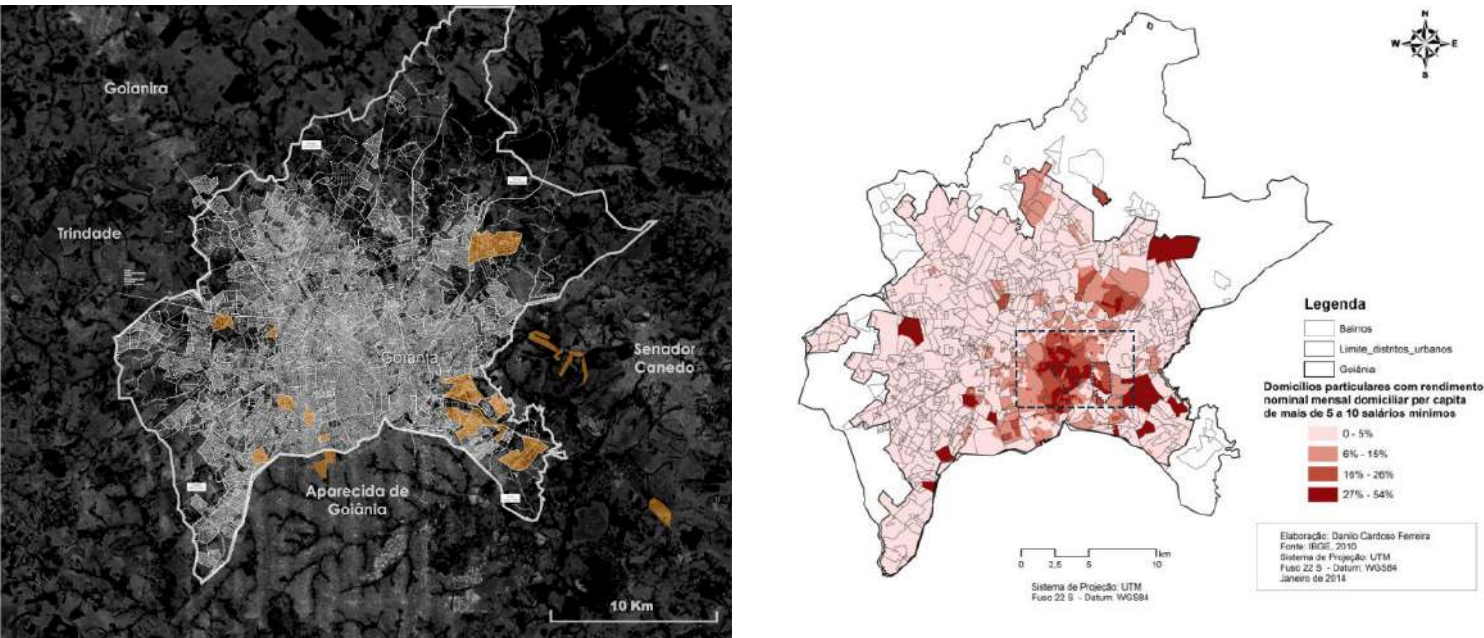 Goianira
Trindade
Goiânia
Senador
Canedo
Aparecida de
Goiânia
10 Km
N
W
E
S
Legenda
Bairros
Limite_distritos_urbanos
Goiânia
Domicílios particulares com rendimento
nominal mensal domiciliar per capita
de mais de 5 a 10 salários mínimos
0 - 5%
6% - 15%
16% - 26%
27% - 54%
km
0 2,5 5 10
Sistema de Projeção: UTM
Fuso 22 S - Datum: WGS84
Elaboração: Danilo Cardoso Ferreira
Fonte: IBGE, 2010
Sistema de Projeção: UTM
Fuso 22 S - Datum: WGS84
Janeiro de 2014